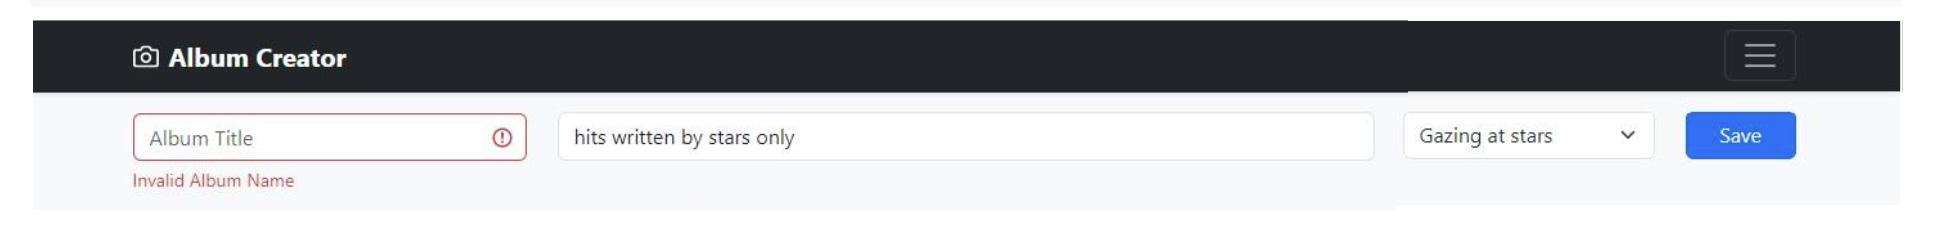 Album Creator
Album Title
hits written by stars only
Gazing at stars
Save
Invalid Album Name